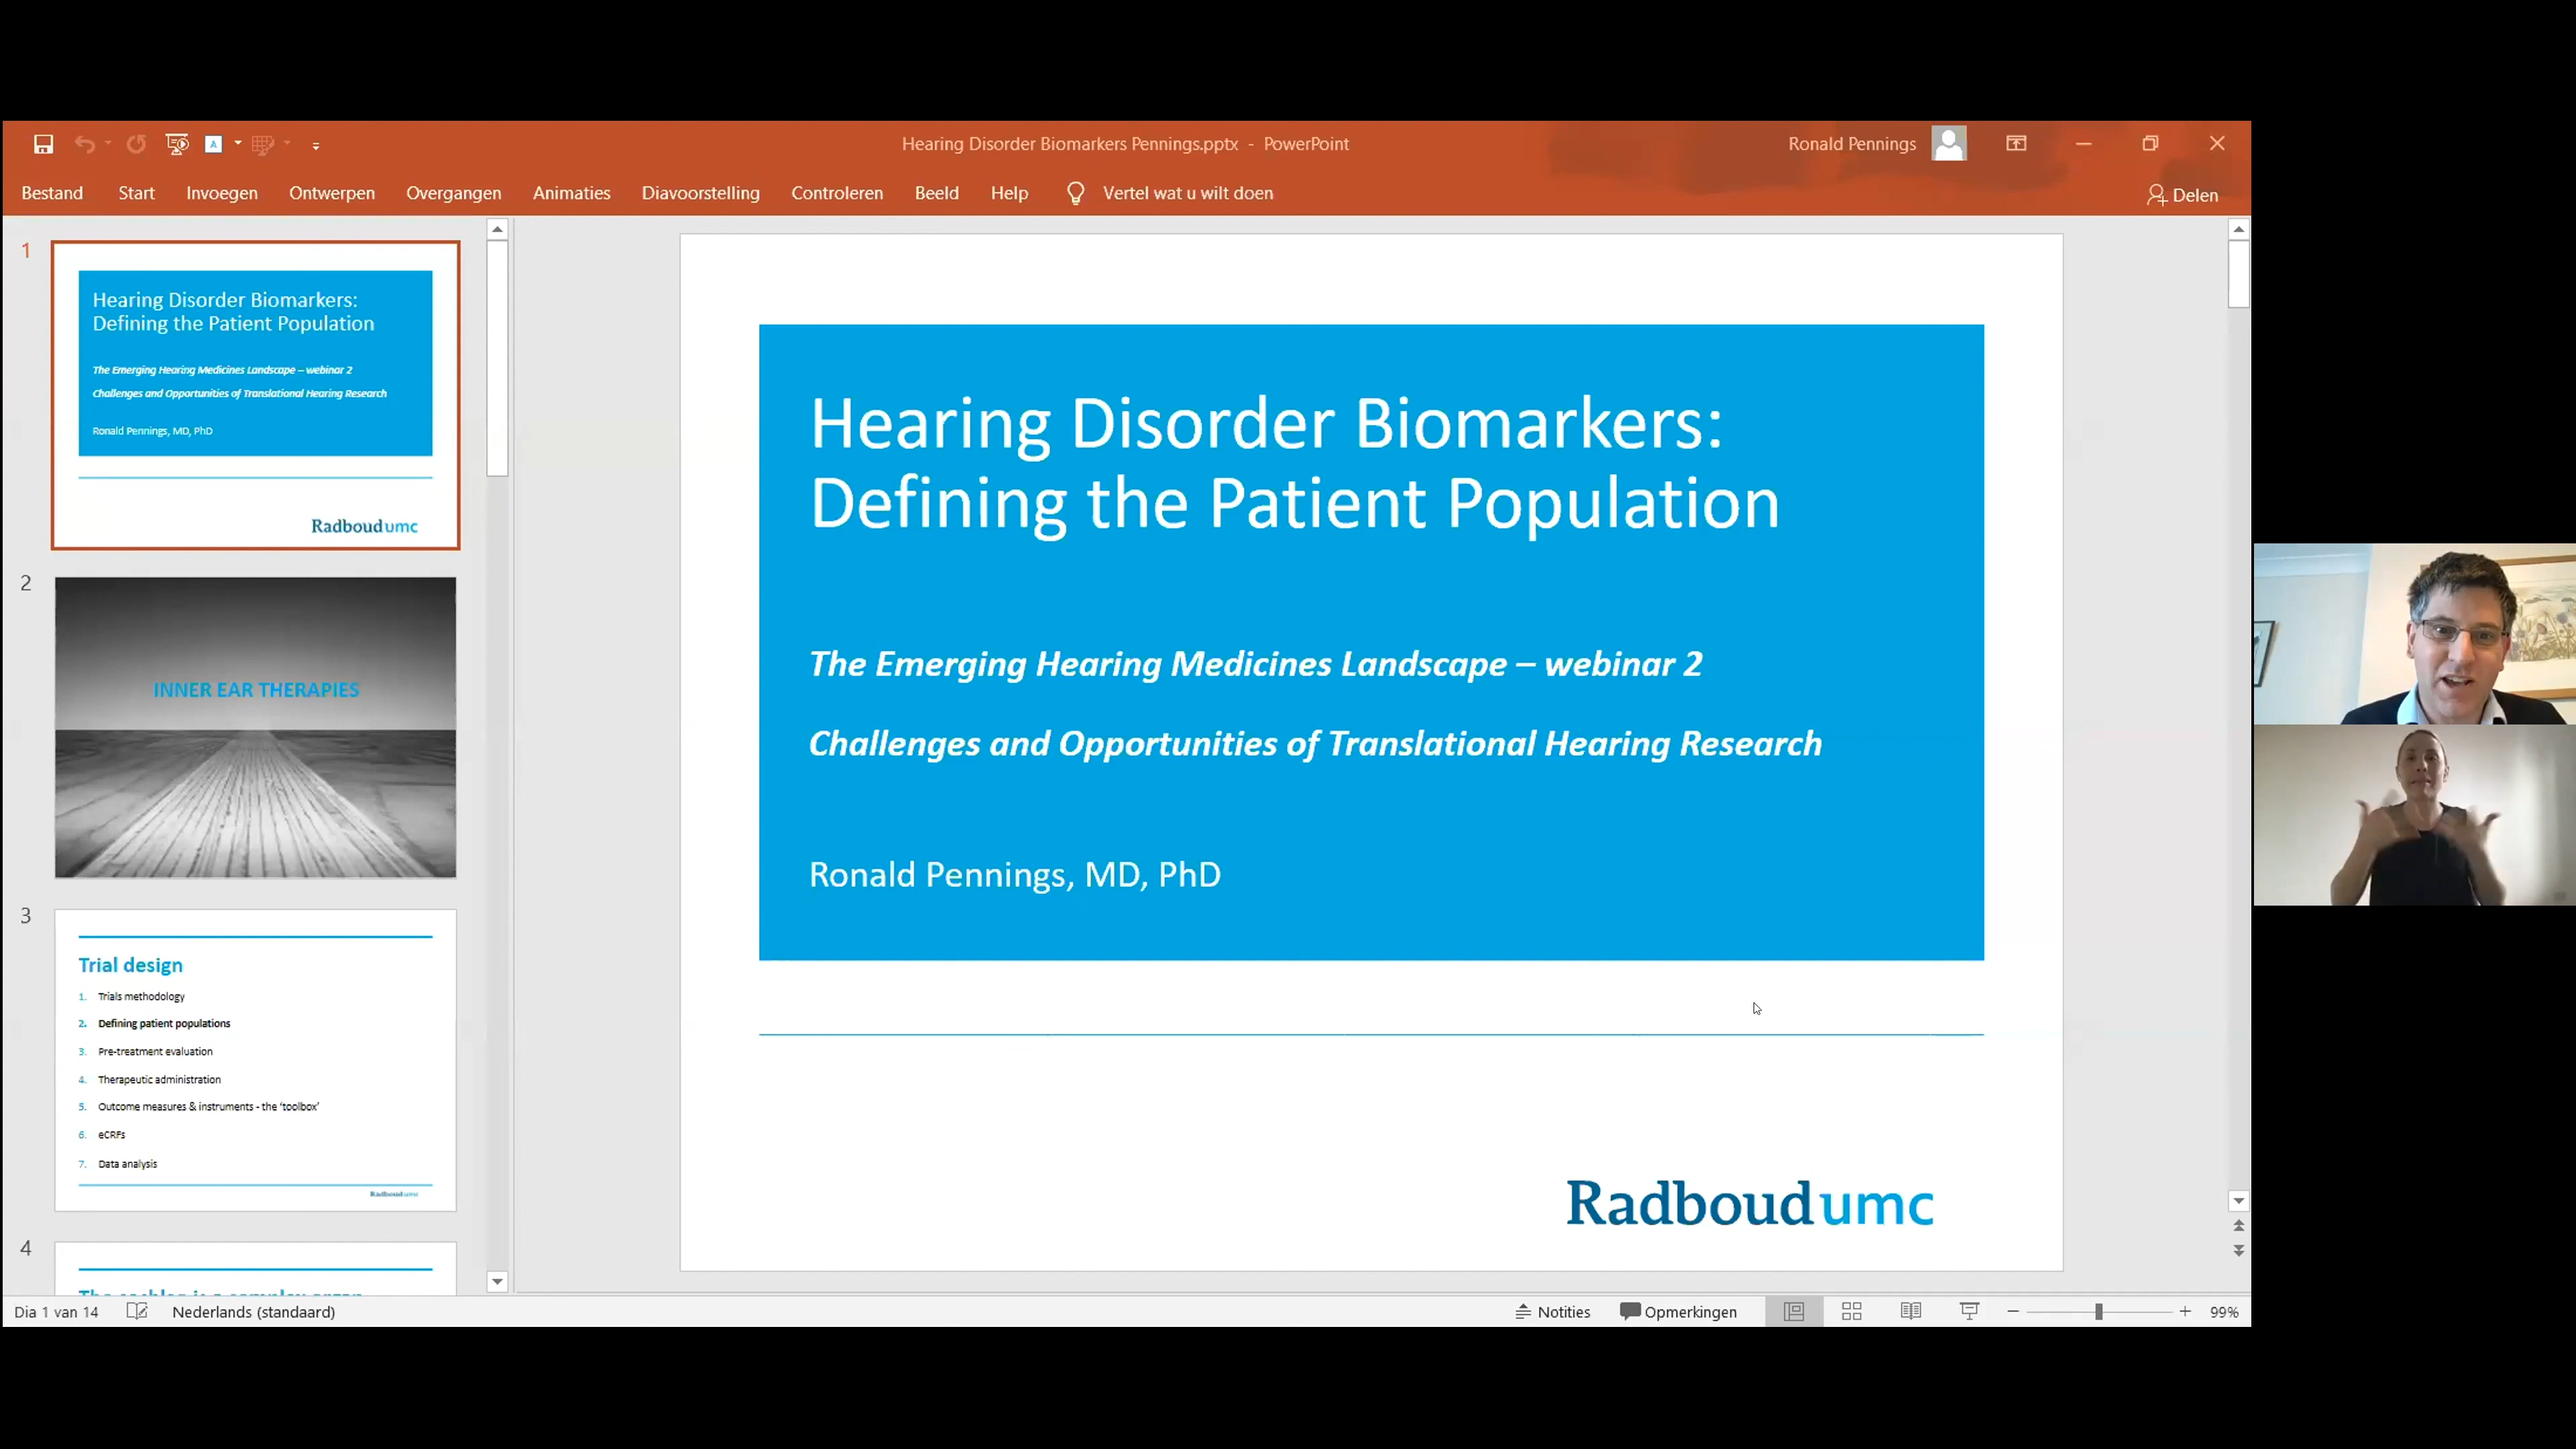 Hearing Disorder Biomarkers Pennings.pptx - PowerPoint
Ronald Pennings
Bestand Start Invoegen Ontwerpen Overgangen Animaties Diavoorstelling Controleren Beeld Help Vertel wat u wilt doen
Delen
1
Hearing Disorder Biomarkers:
Defining the Patient Population
The Emerging Hearing Medicines Landscape – webinar 2
Challenges and Opportunities of Translational Hearing Research
Ronald Pennings, MD, PhD
Radboudumc
2
INNER EAR THERAPIES
3
Trial design
1. Trials methodology
2. Defining patient populations
3. Pre-treatment evaluation
4. Therapeutic administration
5. Outcome measures & instruments - the ‘toolbox’
6. eCRFs
7. Data analysis
Radboudumc
4
Hearing Disorder Biomarkers:
Defining the Patient Population
The Emerging Hearing Medicines Landscape – webinar 2
Challenges and Opportunities of Translational Hearing Research
Ronald Pennings, MD, PhD
Radboudumc
Dia 1 van 14
Nederlands (standaard)
Notities
Opmerkingen
99%